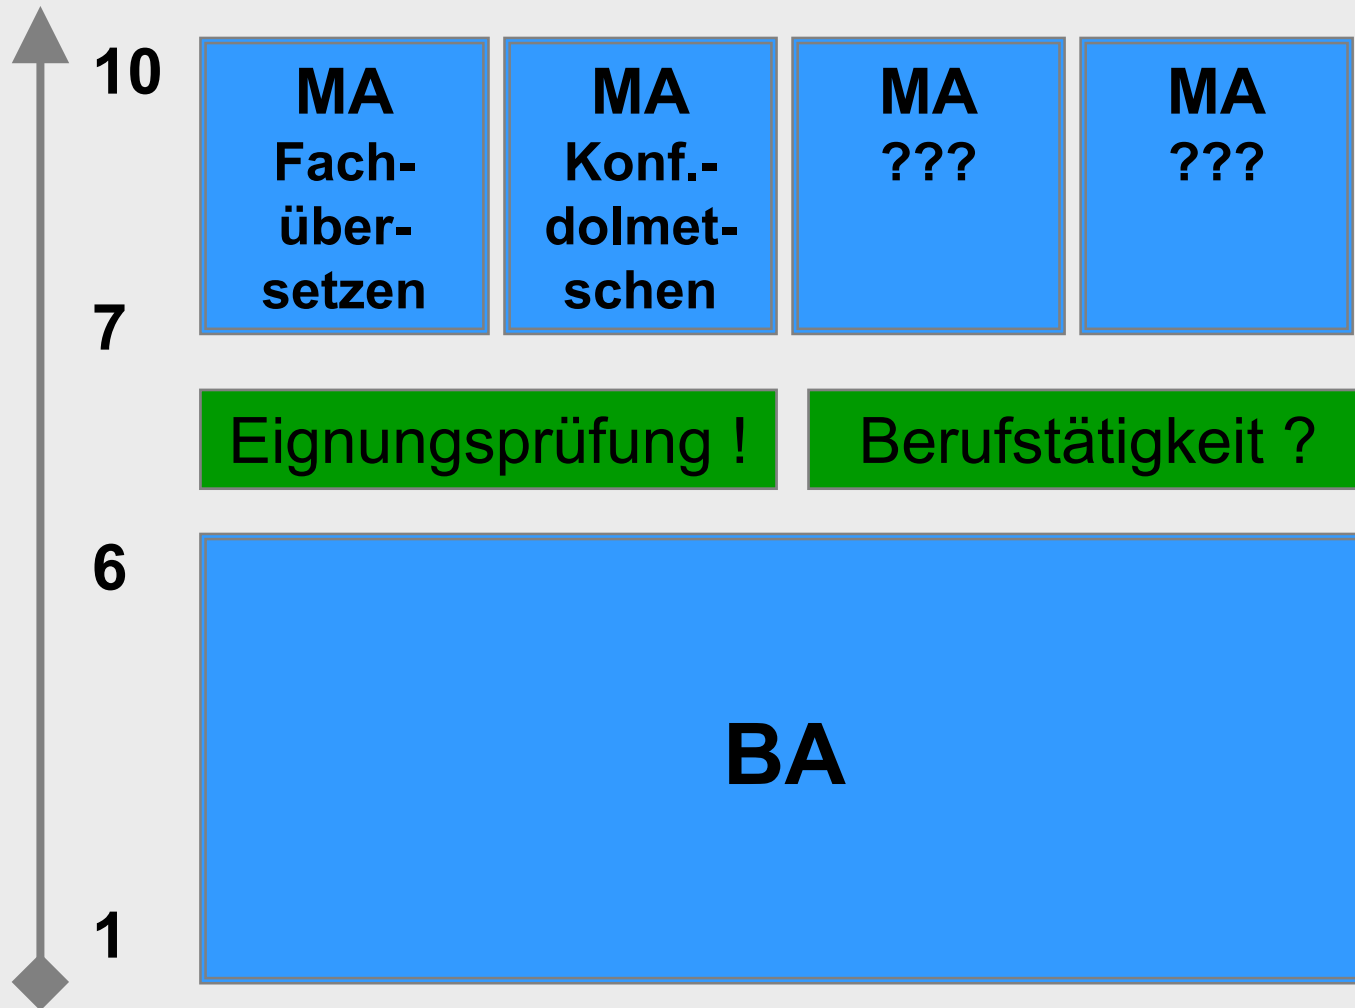 10
MA
Fach-
über-
setzen
MA
Konf.-
dolmet-
schen
MA
???
MA
???
7
Eignungsprüfung !
Berufstätigkeit ?
6
BA
1